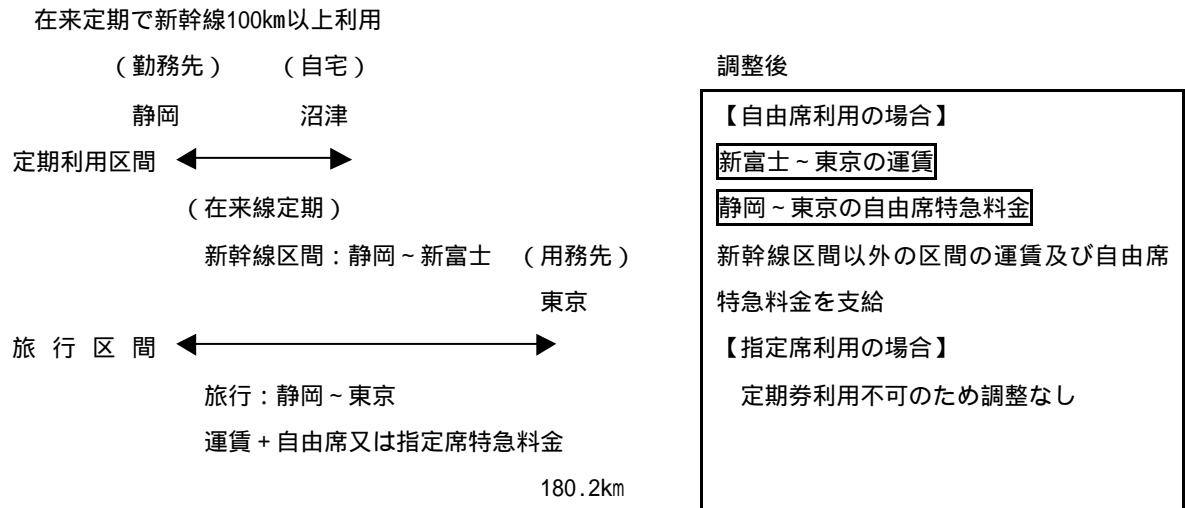 在来定期で新幹線100㎞以上利用
（勤務先） （自宅）
静岡 沼津
定期利用区間
（在来線定期）
新幹線区間：静岡～新富士 （用務先）
東京
旅行区間
旅行：静岡～東京
運賃＋自由席又は指定席特急料金
180.2㎞
調整後
【自由席利用の場合】
新富士～東京の運賃
静岡～東京の自由席特急料金
新幹線区間以外の区間の運賃及び自由席
特急料金を支給
【指定席利用の場合】
定期券利用不可のため調整なし